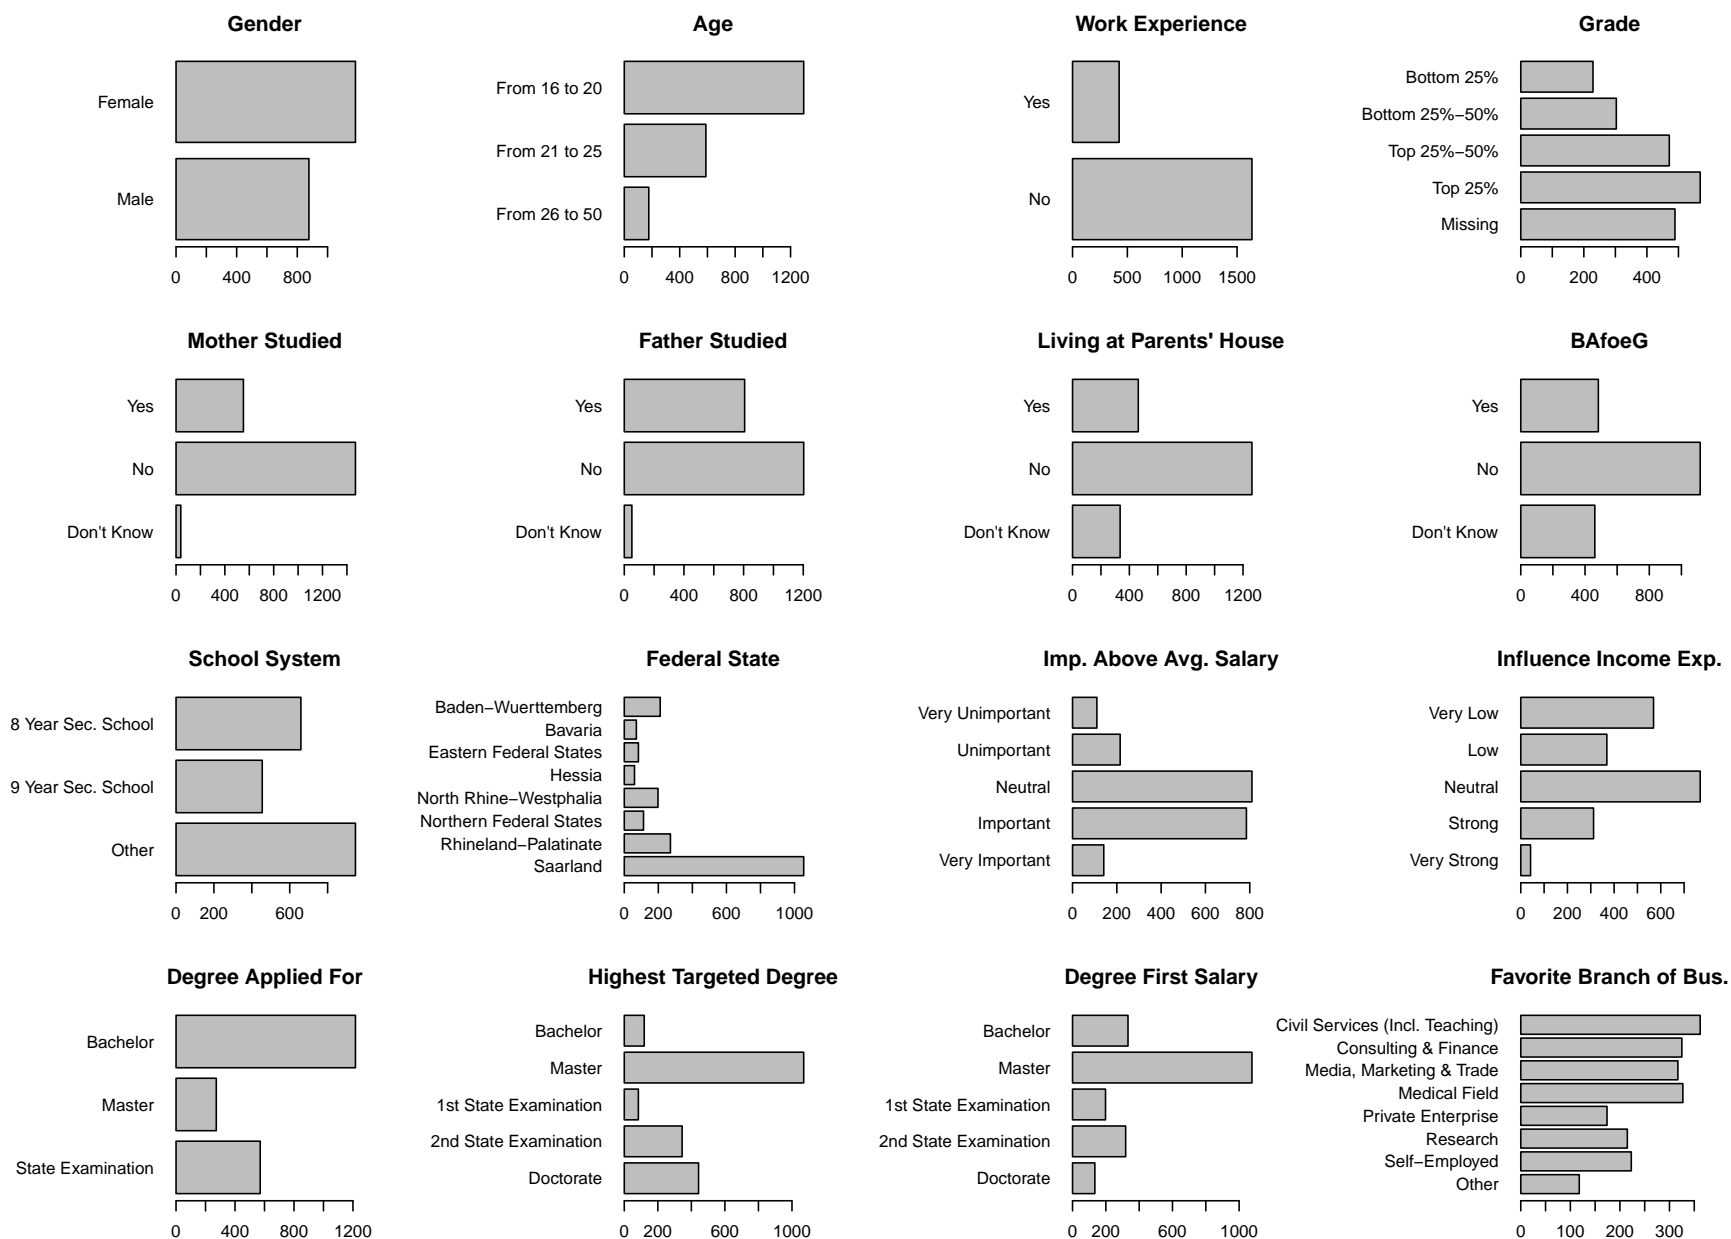 Gender
Female
Male
0 400 800
Age
From 16 to 20
From 21 to 25
From 26 to 50
0 400 800 1200
Work Experience
Yes
No
0 500 1000 1500
Grade
Bottom 25%
Bottom 25%−50%
Top 25%−50%
Top 25%
Missing
0 200 400
Mother Studied
Yes
No
Don't Know
0 400 800 1200
Father Studied
Yes
No
Don't Know
0 400 800 1200
Living at Parents' House
Yes
No
Don't Know
0 400 800 1200
BAfoeG
Yes
No
Don't Know
0 400 800
School System
8 Year Sec. School
9 Year Sec. School
Other
0 200 600
Federal State
Baden−Wuerttemberg
Bavaria
Eastern Federal States
Hessia
North Rhine−Westphalia
Northern Federal States
Rhineland−Palatinate
Saarland
0 200 600 1000
Imp. Above Avg. Salary
Very Unimportant
Unimportant
Neutral
Important
Very Important
0 200 400 600 800
Influence Income Exp.
Very Low
Low
Neutral
Strong
Very Strong
0 200 400 600
Degree Applied For
Bachelor
Master
State Examination
0 400 800 1200
Highest Targeted Degree
Bachelor
Master
1st State Examination
2nd State Examination
Doctorate
0 200 600 1000
Degree First Salary
Bachelor
Master
1st State Examination
2nd State Examination
Doctorate
0 200 600 1000
Favorite Branch of Bus.
Civil Services (Incl. Teaching)
Consulting & Finance
Media, Marketing & Trade
Medical Field
Private Enterprise
Research
Self−Employed
Other
0 100 200 300